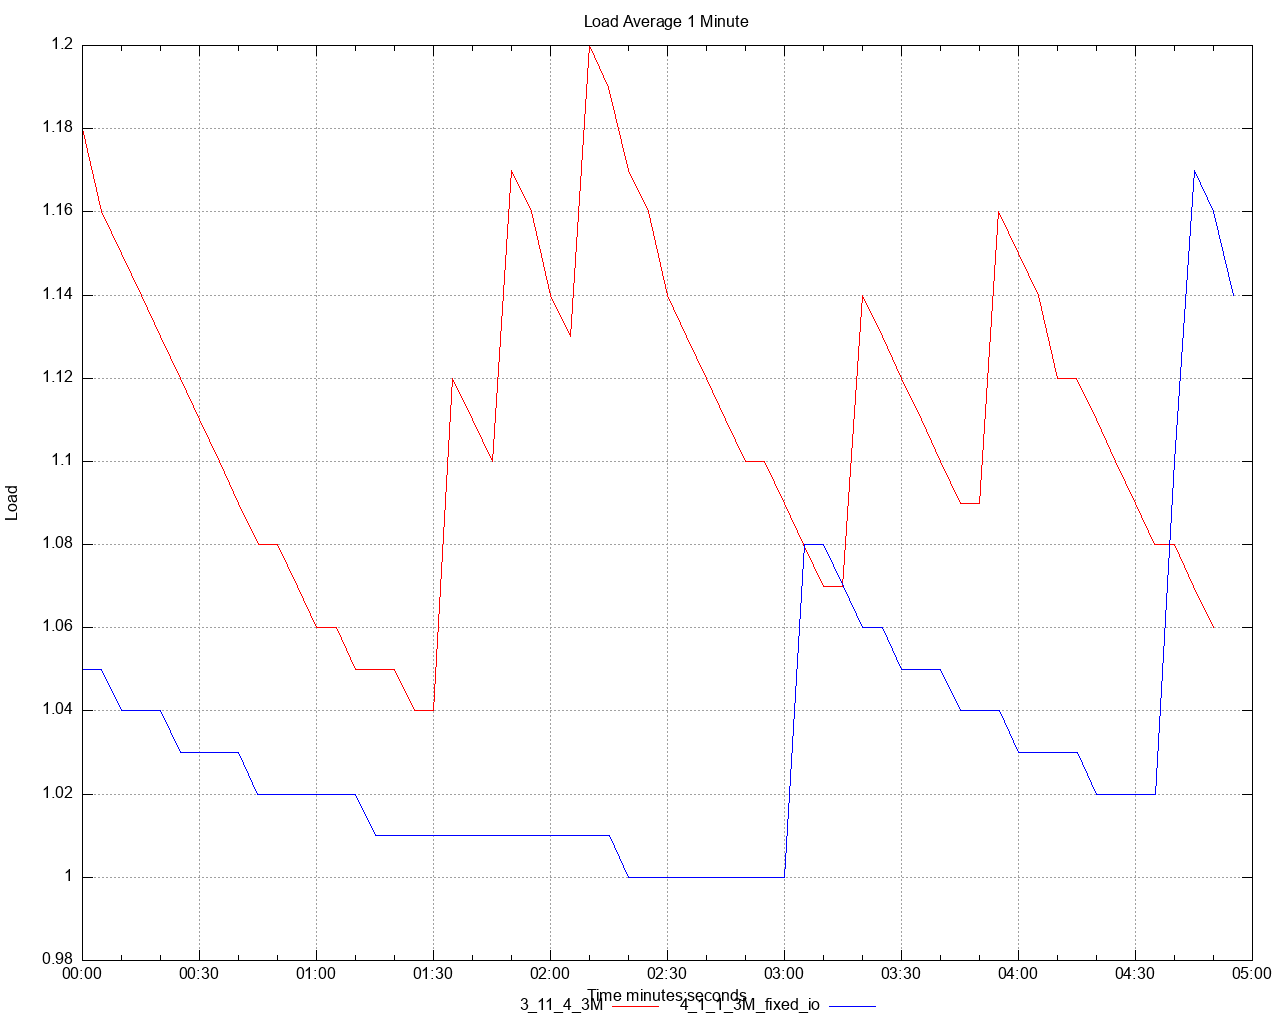 Load Average 1 Minute
1.2
1.18
1.16
1.14
1.12
1.1
1.08
1.06
1.04
1.02
1
0.98
Load
00:00 00:30 01:00 01:30 02:00 02:30 03:00 03:30 04:00 04:30 05:00
Time minutes:seconds
3_11_4_3M 4_1_1_3M_fixed_io